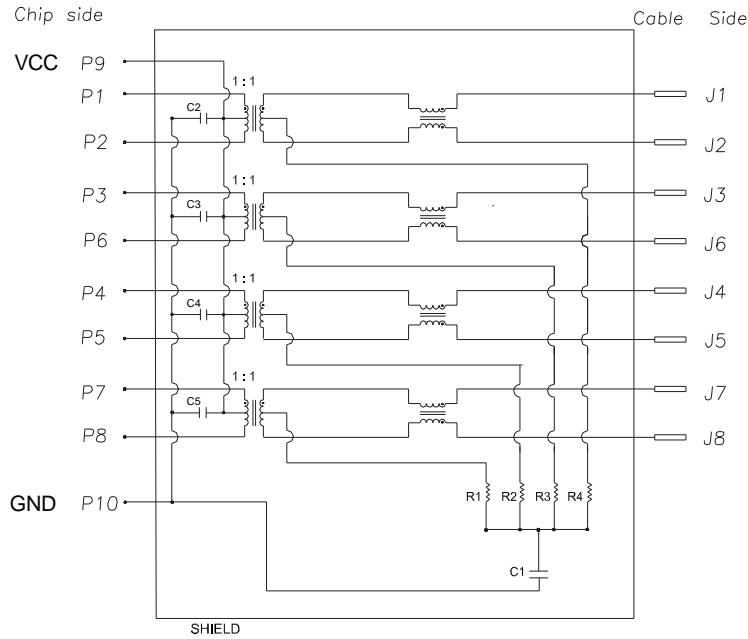 Chip side
Cable Side
VCC P9
1:1
P1
C2
J1
P2
J2
1:1
P3
C3
J3
P6
J6
1:1
P4
C4
J4
P5
J5
1:1
P7
C5
J7
P8
J8
GND P10
R1 R2 R3 R4
C1
SHIELD